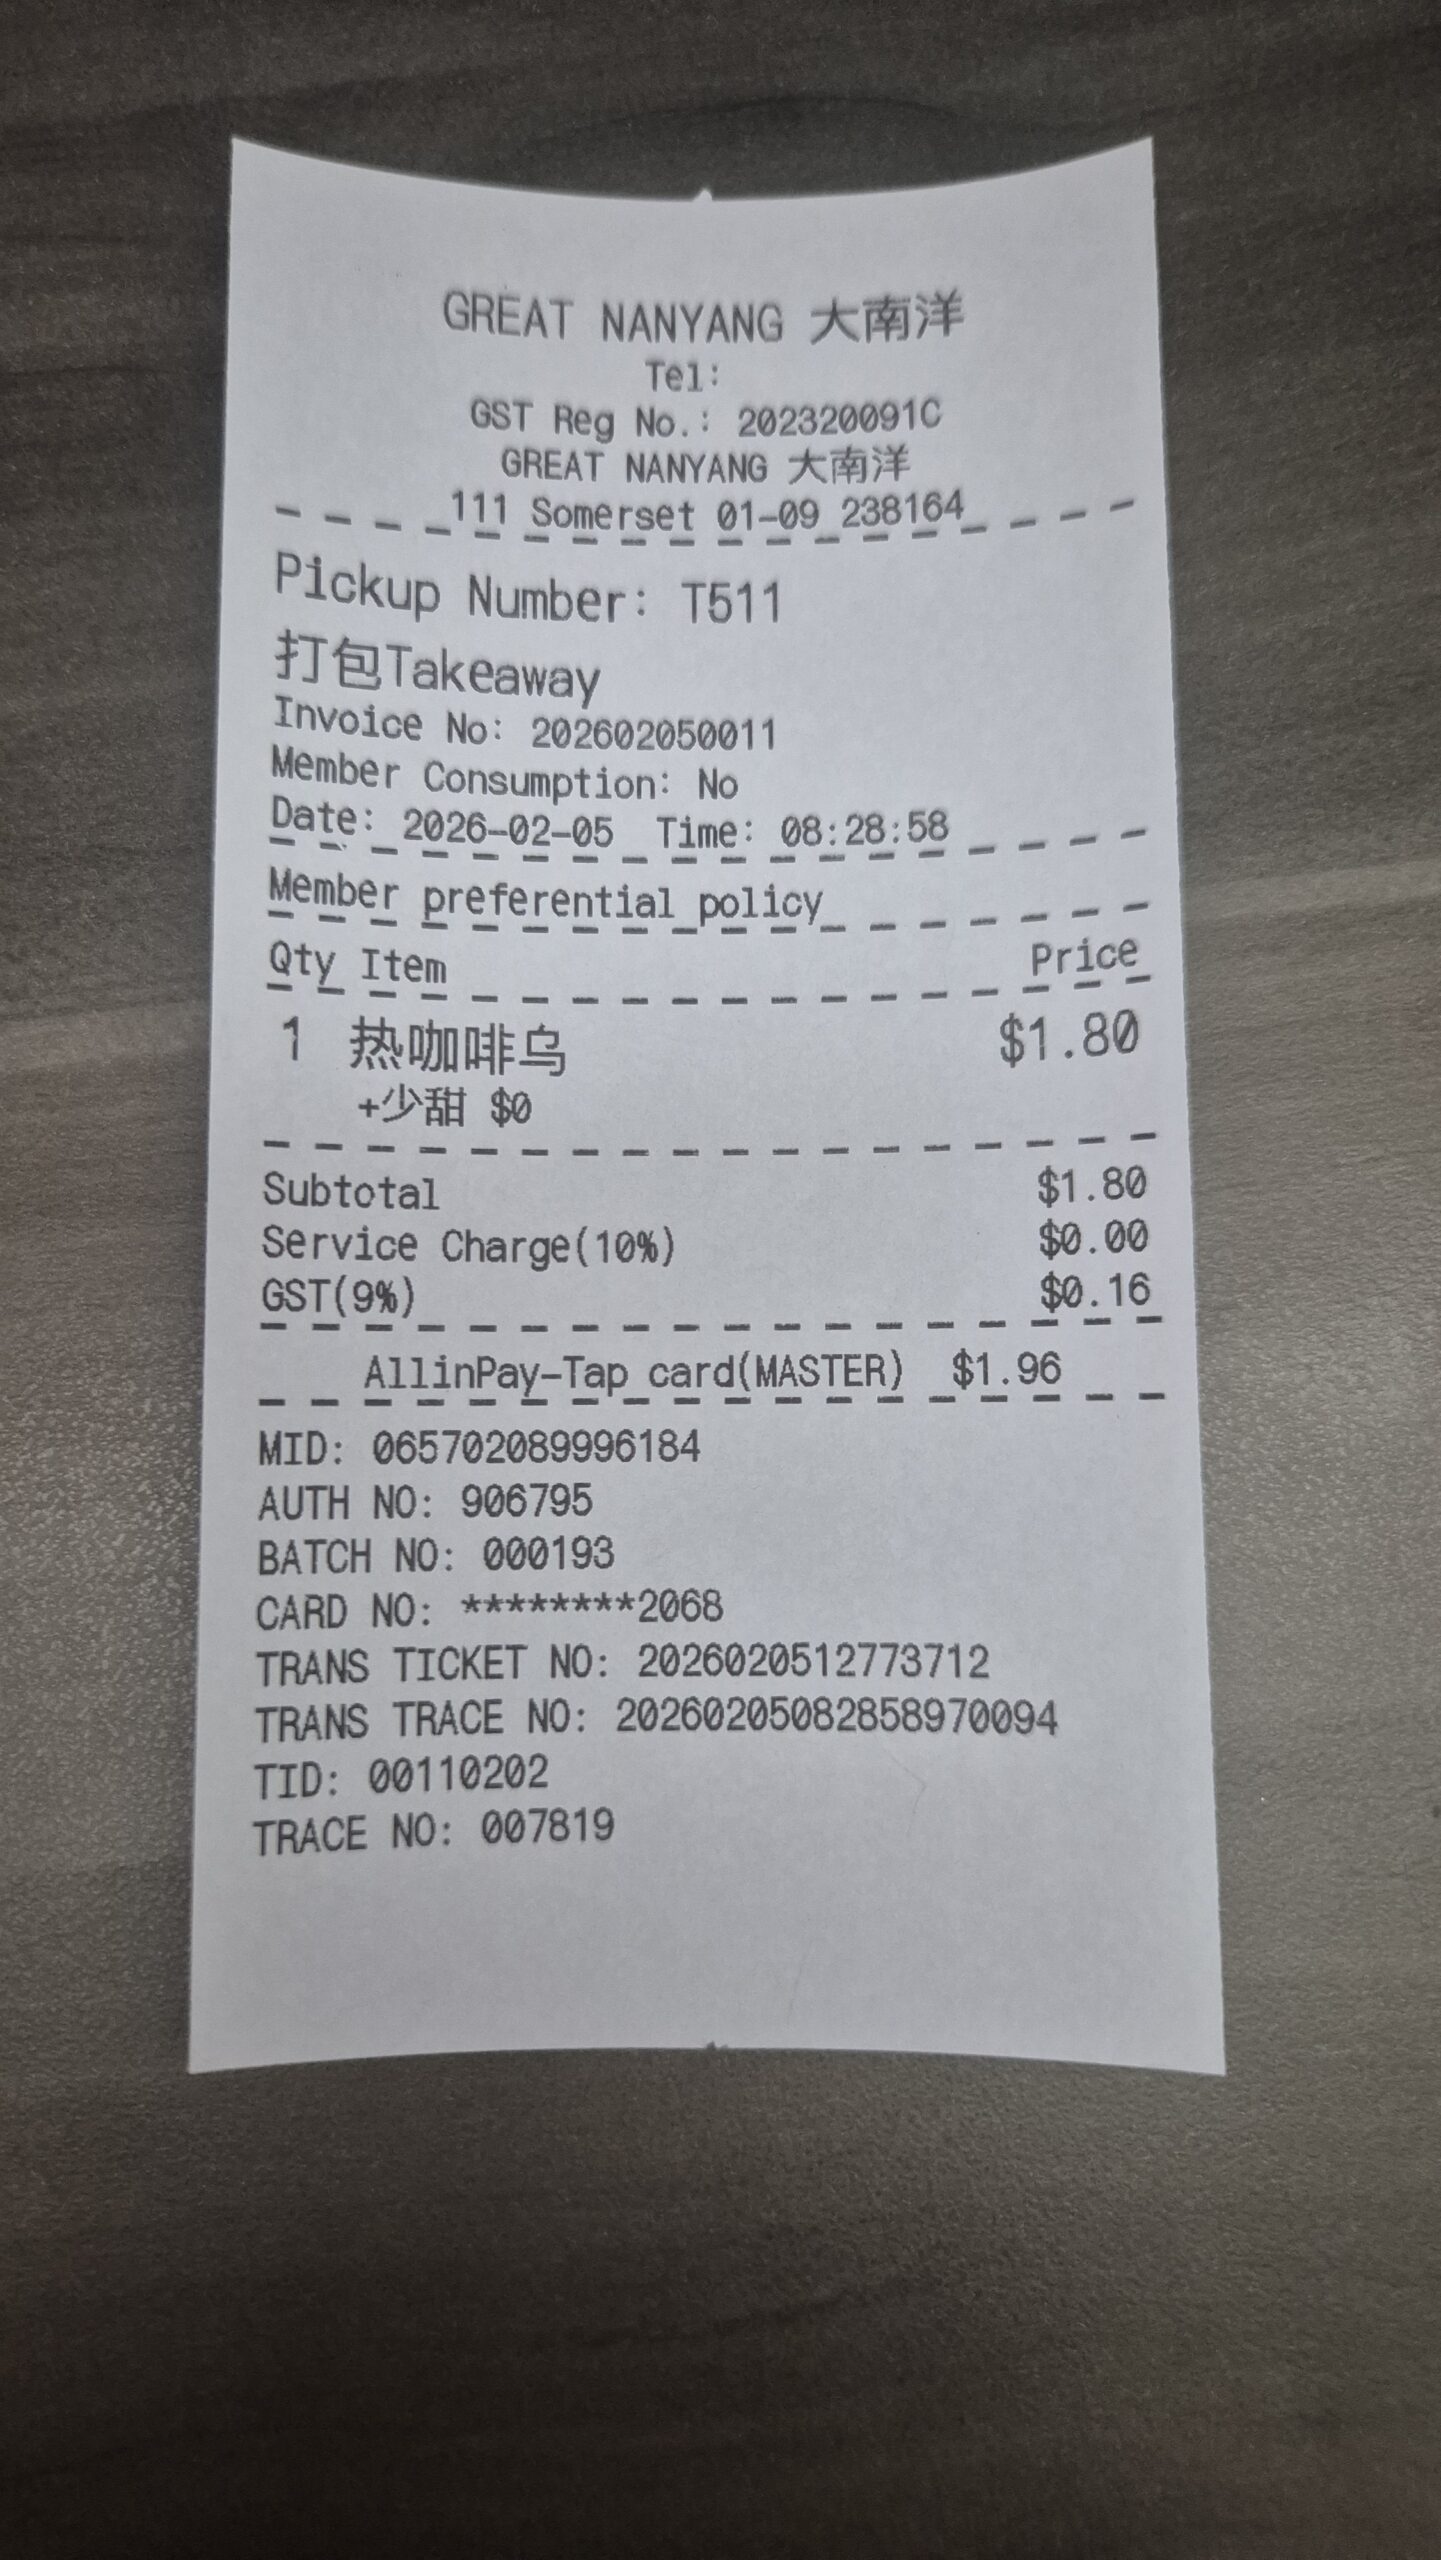 GREAT NANYANG 大南洋
Tel:
GST Reg No.: 202320091C
GREAT NANYANG 大南洋
111 Somerset 01-09 238164
Pickup Number: T511
打包Takeaway
Invoice No: 202602050011
Member Consumption: No
Date: 2026-02-05 Time: 08:28:58
Member preferential policy
Qty Item Price
1 热咖啡乌 $1.80
+少甜 $0
Subtotal $1.80
Service Charge(10%) $0.00
GST(9%) $0.16
AllinPay-Tap card(MASTER) $1.96
MID: 065702089996184
AUTH NO: 906795
BATCH NO: 000193
CARD NO: ********2068
TRANS TICKET NO: 2026020512773712
TRANS TRACE NO: 20260205082858970094
TID: 00110202
TRACE NO: 007819